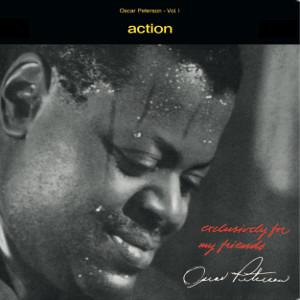 Oscar Peterson - Vol. I
action
exclusively for
my friends
Oscar Peterson